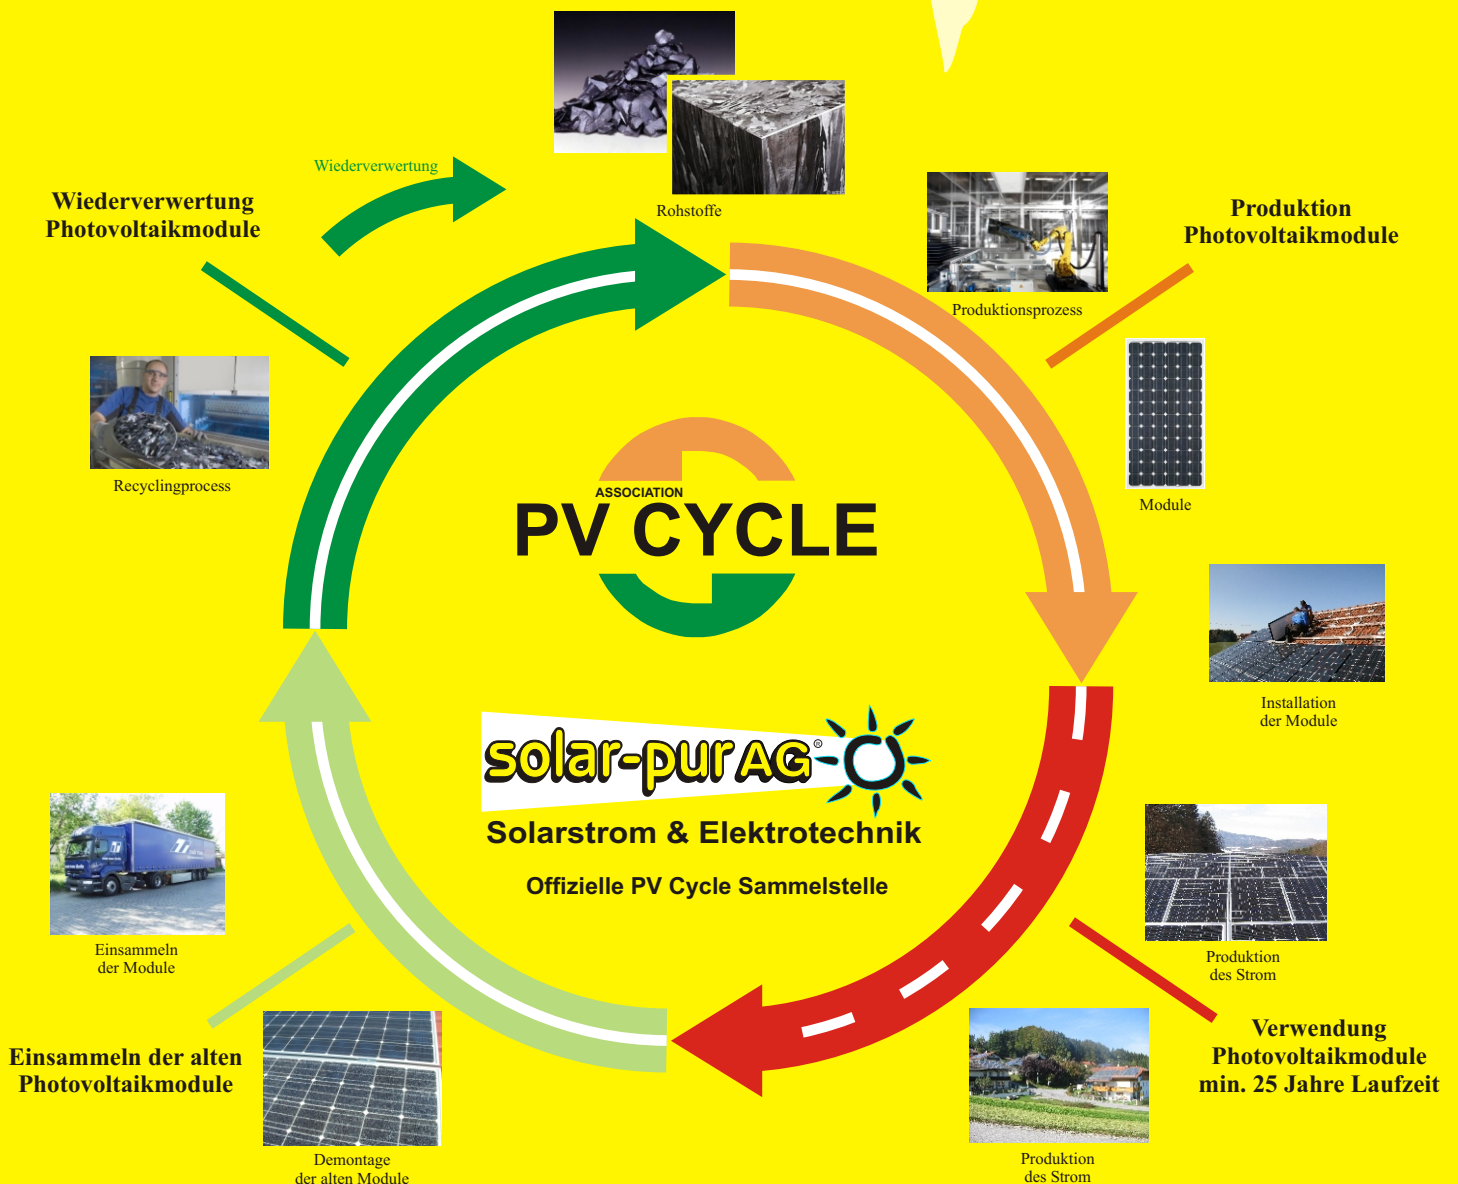 Wiederverwertung
Wiederverwertung
Photovoltaikmodule
Rohstoffe
Produktion
Photovoltaikmodule
Produktionsprozess
Recyclingprocess
Module
ASSOCIATION
PV CYCLE
Installation
der Module
solar-pur AG®
Solarstrom & Elektrotechnik
Offizielle PV Cycle Sammelstelle
Einsammeln
der Module
Produktion
des Strom
Einsammeln der alten
Photovoltaikmodule
Verwendung
Photovoltaikmodule
min. 25 Jahre Laufzeit
Demontage
der alten Module
Produktion
des Strom